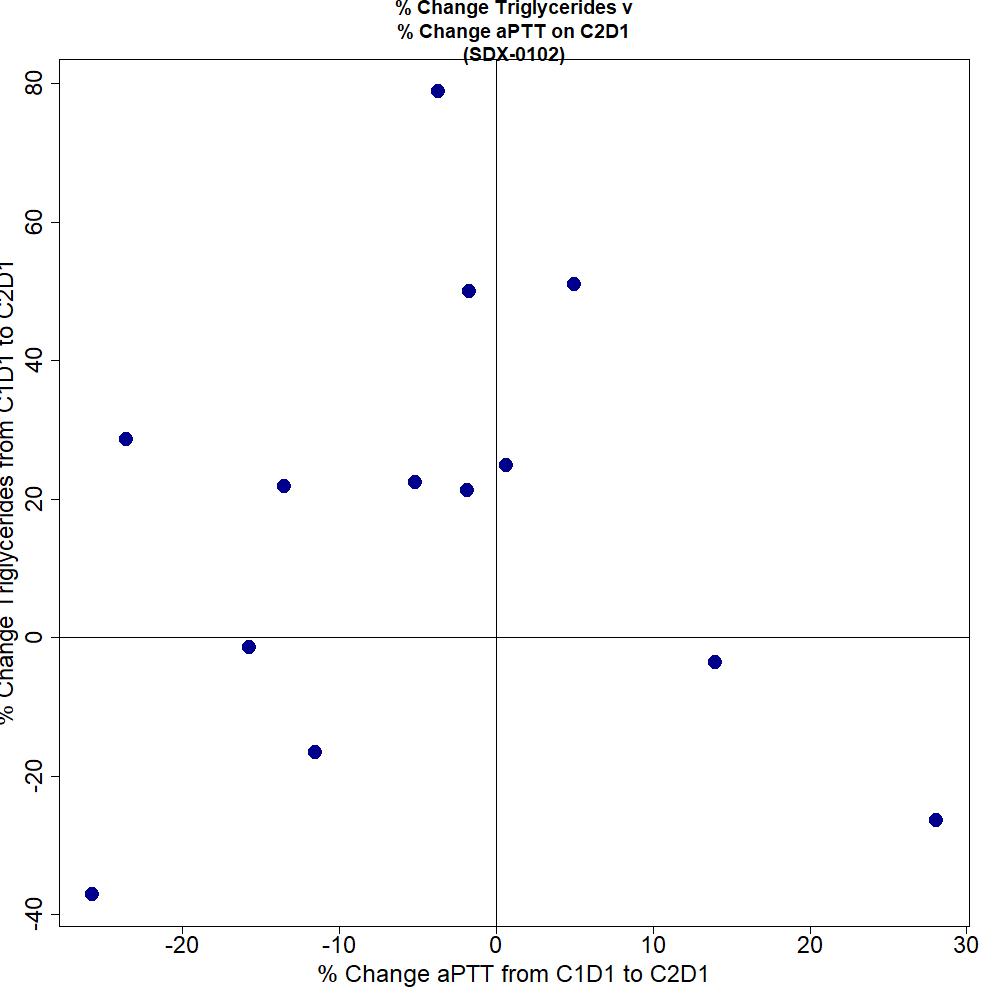 % Change Triglycerides v
% Change aPTT on C2D1
(SDX-0102)
% Change Triglycerides from C1D1 to C2D1
80
60
40
20
0
-20
-40
-20
-10
0
10
20
30
% Change aPTT from C1D1 to C2D1